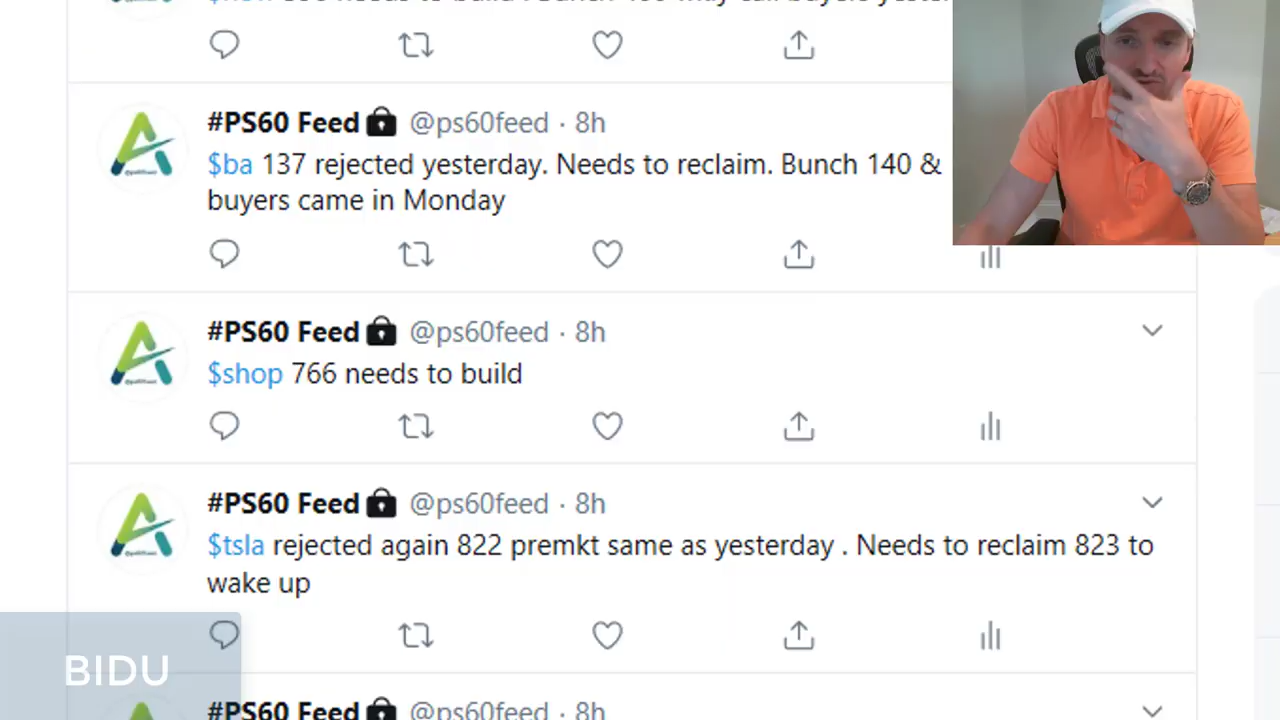 #PS60 Feed @ps60feed · 8h
$ba 137 rejected yesterday. Needs to reclaim. Bunch 140 &
buyers came in Monday
#PS60 Feed @ps60feed · 8h
$shop 766 needs to build
#PS60 Feed @ps60feed · 8h
$tsla rejected again 822 premkt same as yesterday . Needs to reclaim 823 to
wake up
BIDU
#PS60 Feed @ps60feed · 8h